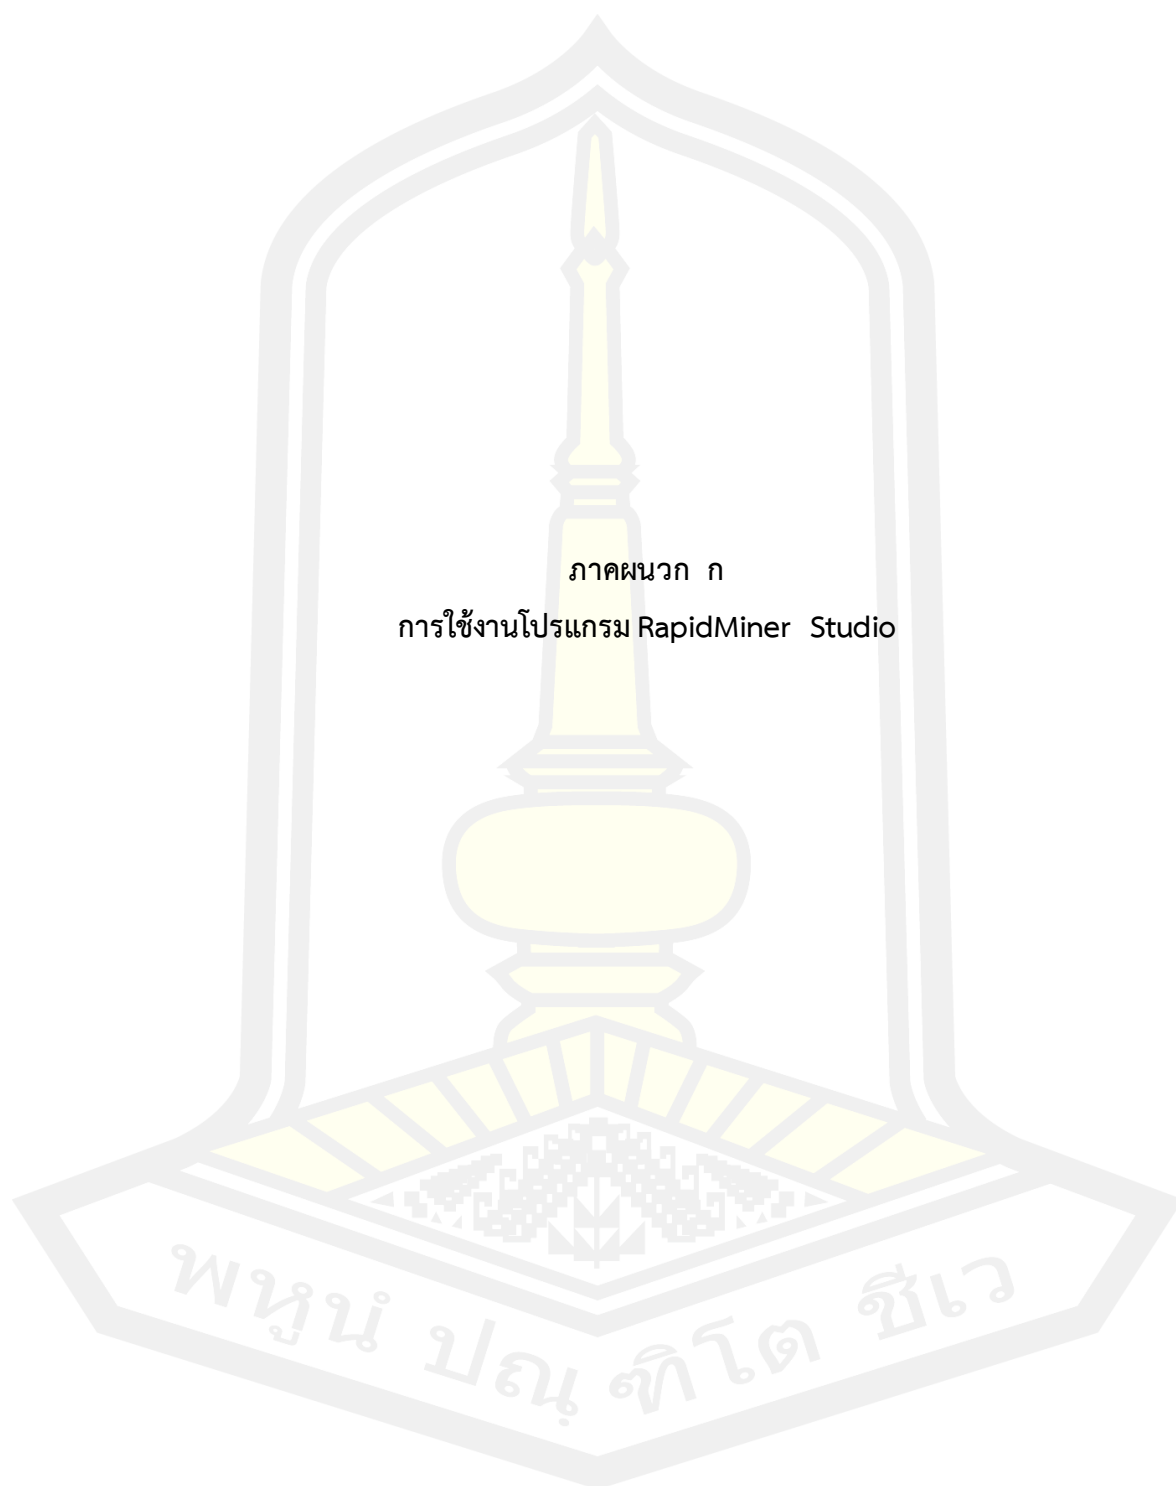 ภาคผนวก ก
การใช้งานโปรแกรม RapidMiner Studio
พหูนํ ปณฺฑิโต ชีเว